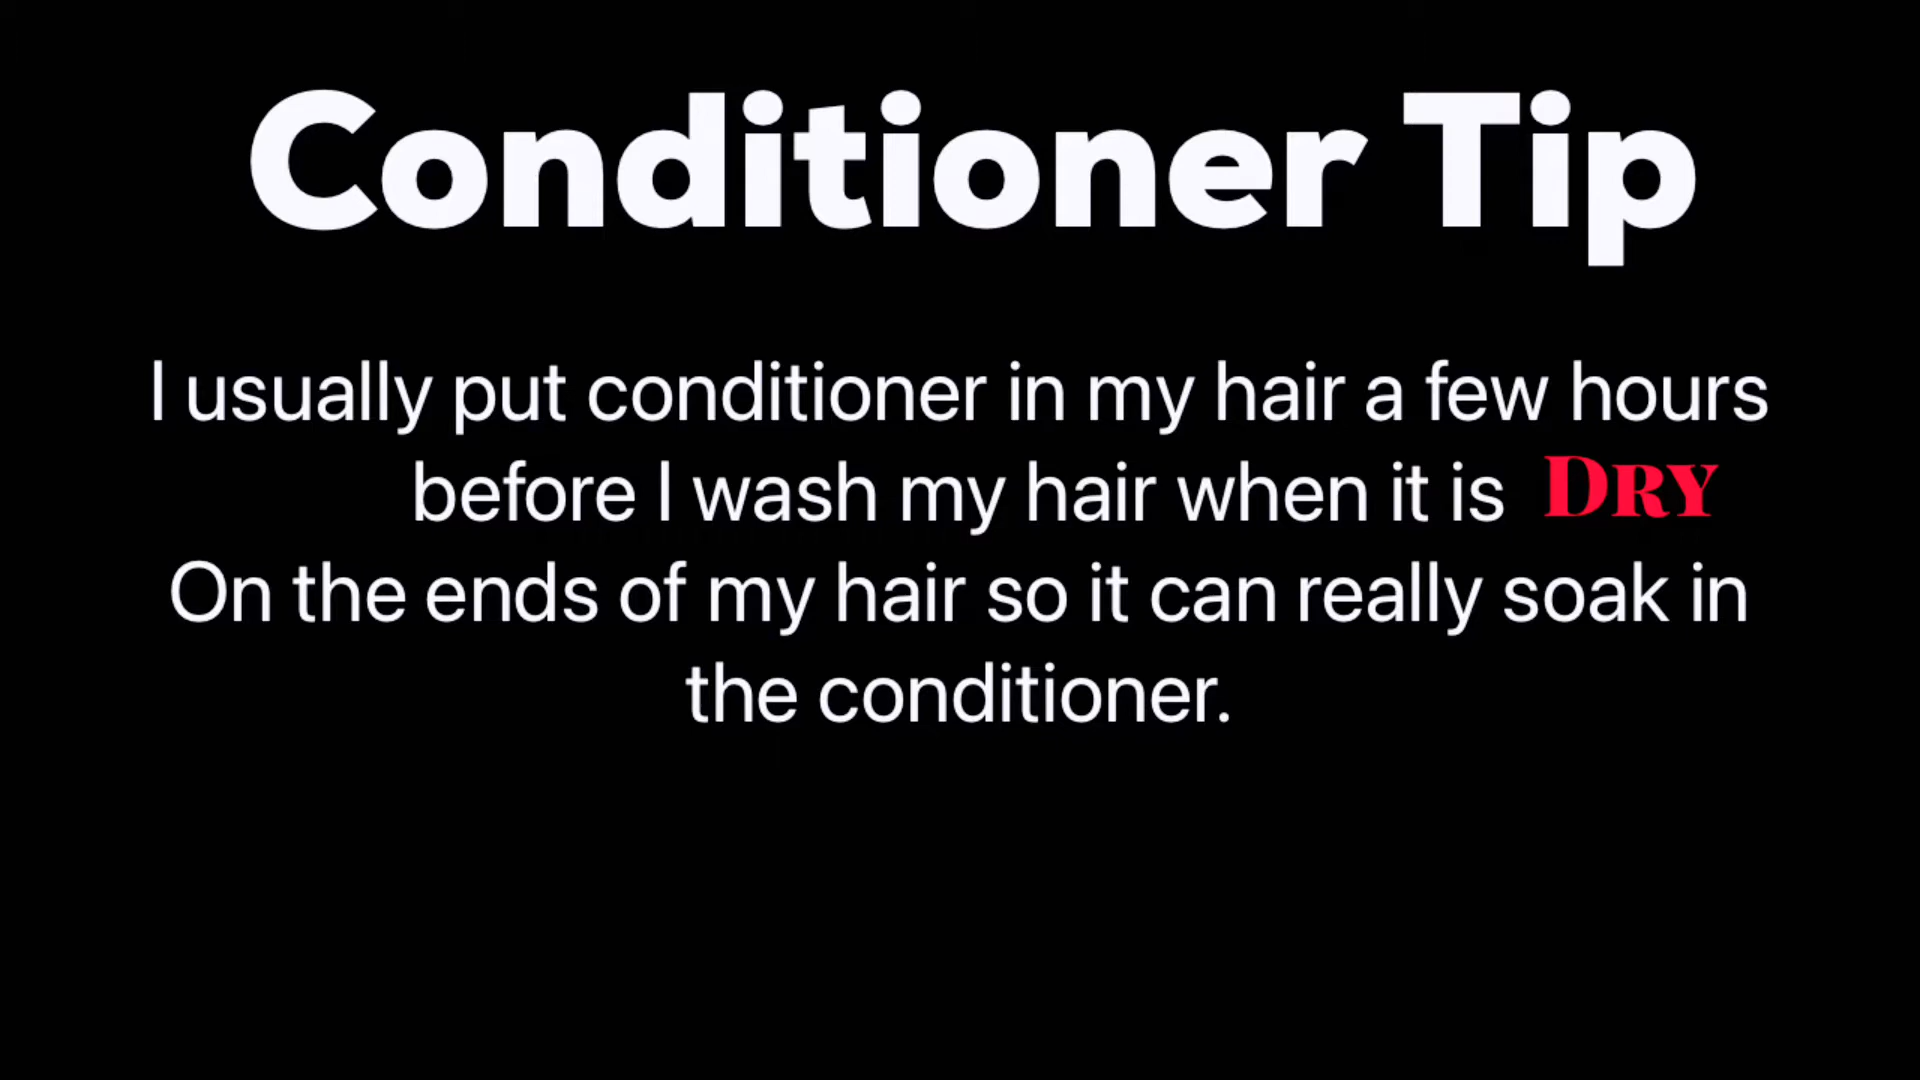 Conditioner Tip
I usually put conditioner in my hair a few hours
before I wash my hair when it is DRY
On the ends of my hair so it can really soak in
the conditioner.